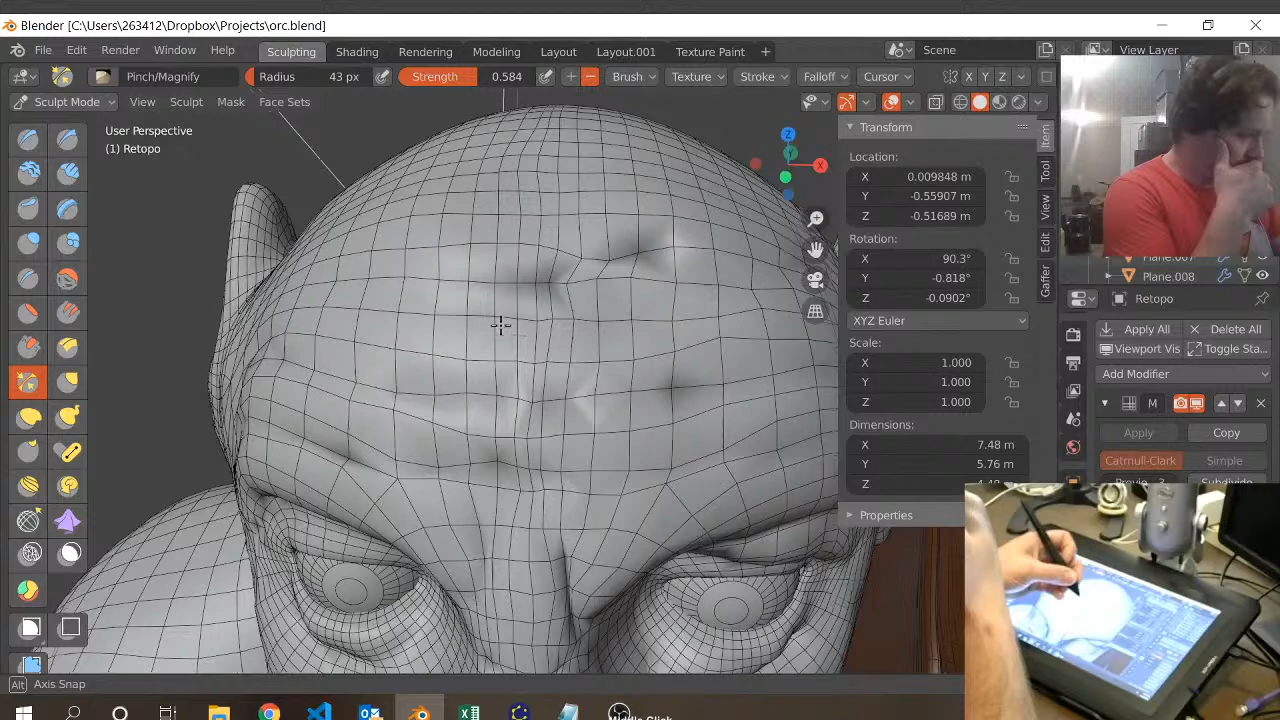 Blender [C:\Users\263412\Dropbox\Projects\orc.blend]
File Edit Render Window Help Sculpting Shading Rendering Modeling Layout Layout.001 Texture Paint + Scene View Layer
Pinch/Magnify Radius 43 px Strength 0.584 Brush Texture Stroke Falloff Cursor X Y Z
Sculpt Mode View Sculpt Mask Face Sets
User Perspective
(1) Retopo
Z
Y
X
Transform
Location:
X 0.009848 m
Y -0.55907 m
Z -0.51689 m
Rotation:
X 90.3°
Y -0.818°
Z -0.0902°
XYZ Euler
Scale:
X 1.000
Y 1.000
Z 1.000
Dimensions:
X 7.48 m
Y 5.76 m
Z
Properties
Item
Tool
View
Edit
Gaffer
Plane.007
Plane.008
Retopo
Apply All Delete All
Viewport Vis Toggle Sta...
Add Modifier
M
Apply Copy
Catmull-Clark Simple
Alt Axis Snap
Middle Click